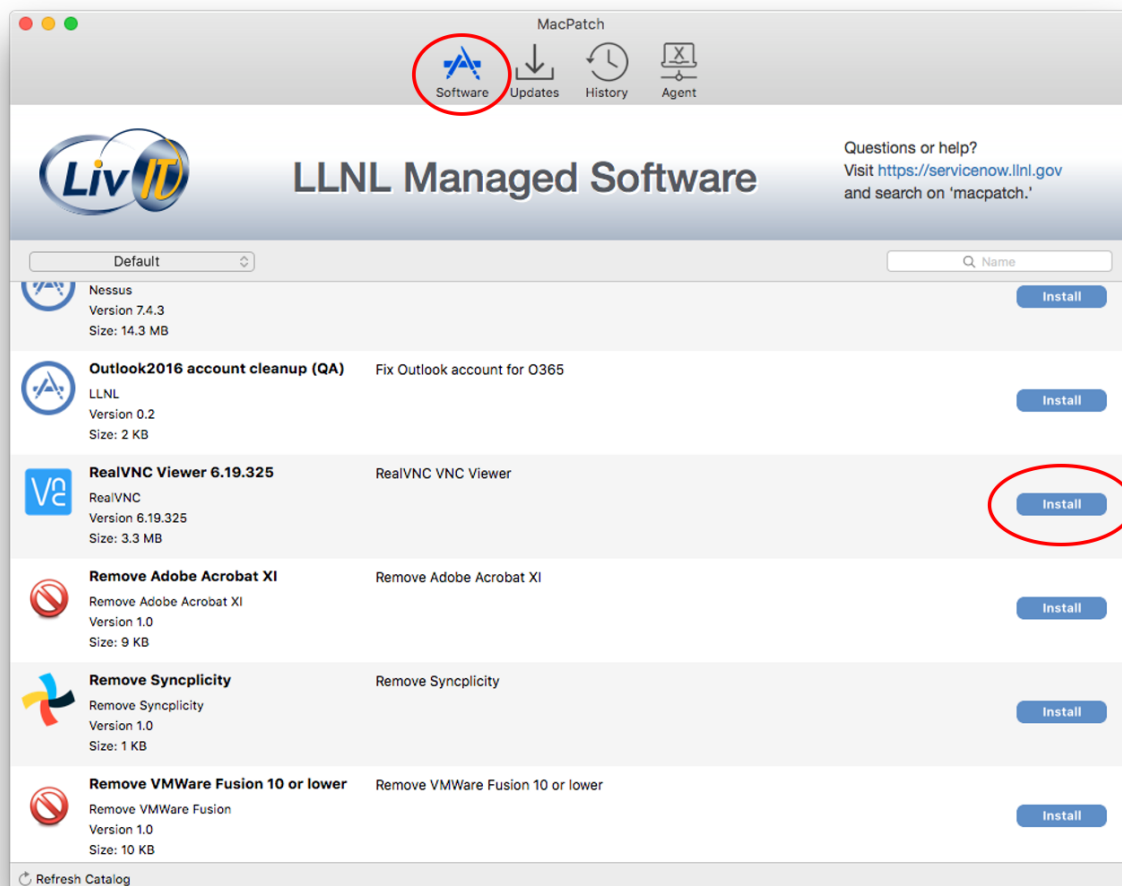 MacPatch
Software Updates History Agent
LivIT
LLNL Managed Software
Questions or help?
Visit https://servicenow.llnl.gov
and search on 'macpatch.'
Default
Name
Nessus
Version 7.4.3
Size: 14.3 MB
Install
Outlook2016 account cleanup (QA)
Fix Outlook account for O365
LLNL
Version 0.2
Size: 2 KB
Install
RealVNC Viewer 6.19.325
RealVNC VNC Viewer
RealVNC
Version 6.19.325
Size: 3.3 MB
Install
Remove Adobe Acrobat XI
Remove Adobe Acrobat XI
Remove Adobe Acrobat XI
Version 1.0
Size: 9 KB
Install
Remove Syncplicity
Remove Syncplicity
Remove Syncplicity
Version 1.0
Size: 1 KB
Install
Remove VMWare Fusion 10 or lower
Remove VMWare Fusion 10 or lower
Remove VMWare Fusion
Version 1.0
Size: 10 KB
Install
Refresh Catalog